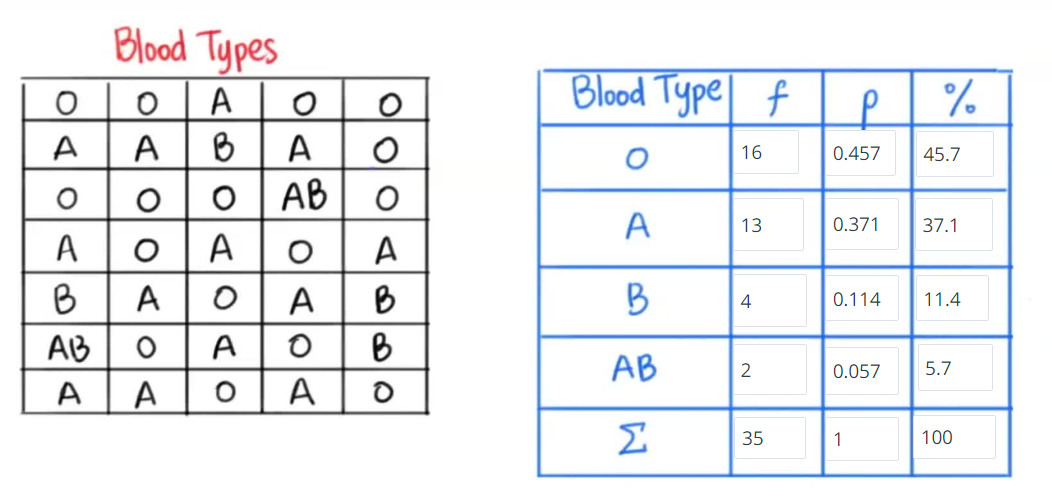 Blood Types
O O A O O
A A B A O
O O O AB O
A O A O A
B A O A B
AB O A O B
A A O A O
Blood Type f p %
O 16 0.457 45.7
A 13 0.371 37.1
B 4 0.114 11.4
AB 2 0.057 5.7
Σ 35 1 100